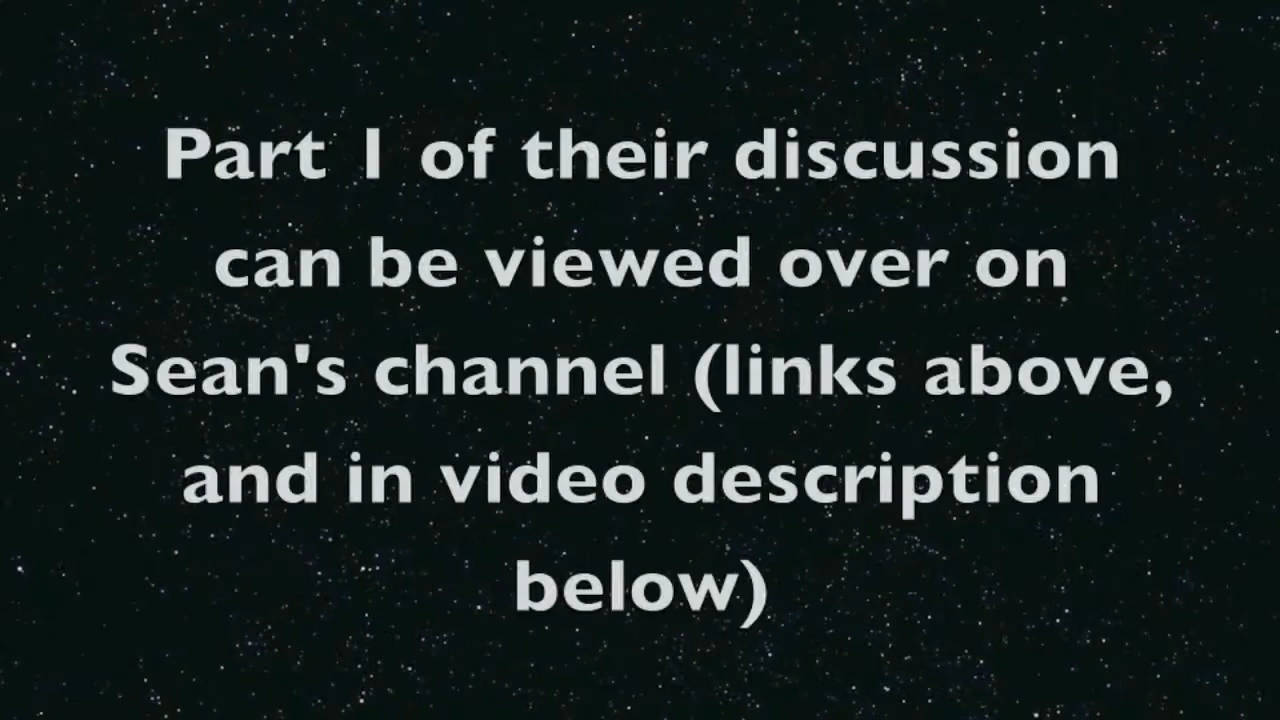 Part 1 of their discussion
can be viewed over on
Sean's channel (links above,
and in video description
below)